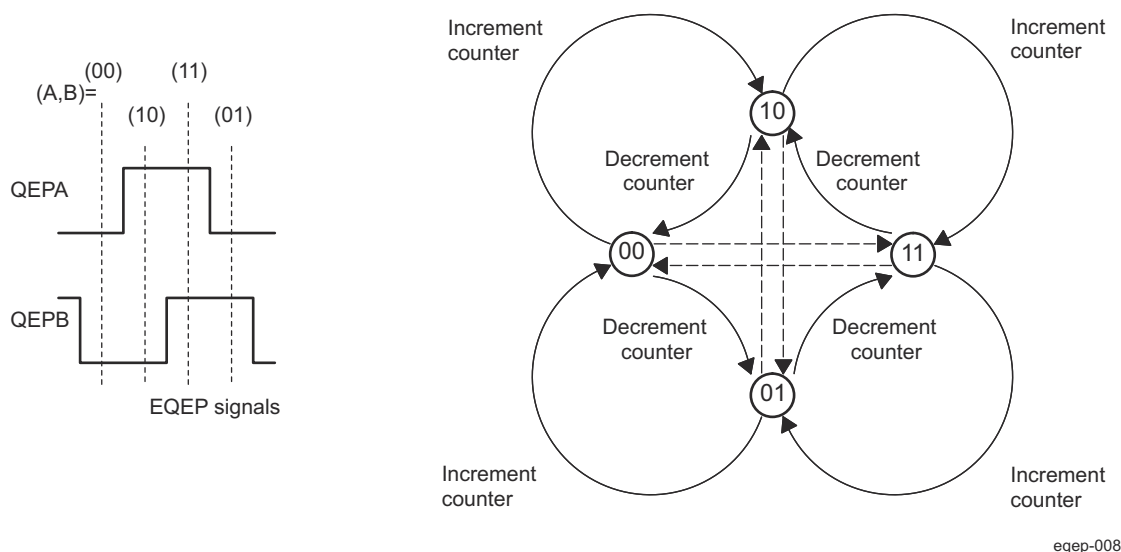 (00)
(11)
(A,B)=
(10)
(01)
QEPA
QEPB
EQEP signals
Increment
counter
Increment
counter
10
Decrement
counter
Decrement
counter
00
11
Decrement
counter
Decrement
counter
01
Increment
counter
Increment
counter
eqep-008